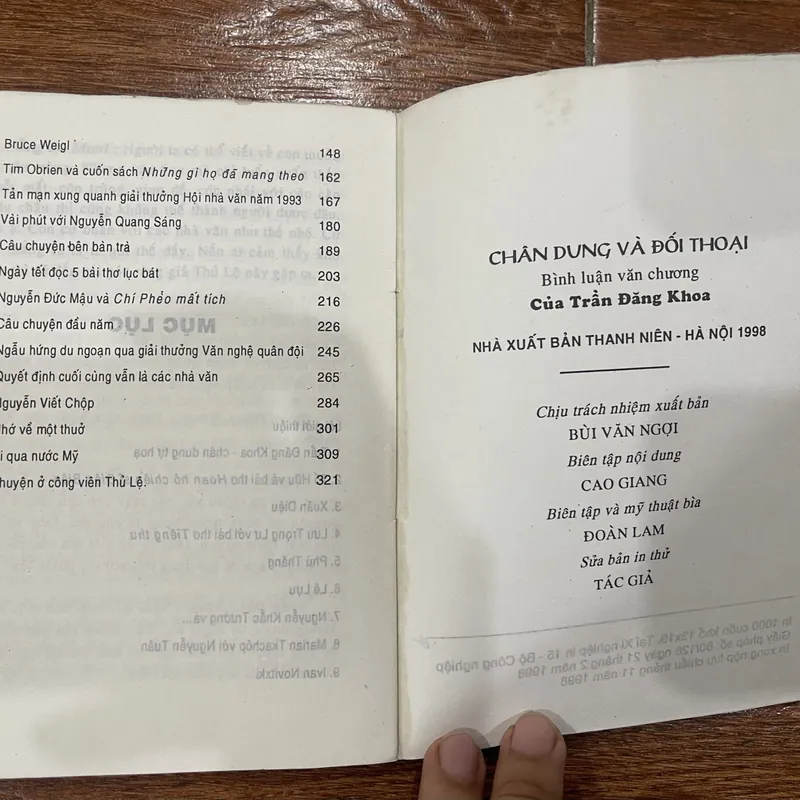 Bruce Weigl 148
Tim Obrien và cuốn sách Những gì họ đã mang theo 162
Tản mạn xung quanh giải thưởng Hội nhà văn năm 1993 167
Vài phút với Nguyễn Quang Sáng 180
Câu chuyện bên bàn trà 189
Ngày tết đọc 5 bài thơ lục bát 203
Nguyễn Đức Mậu và Chí Phèo mất tích 216
Câu chuyện đầu năm 226
Ngẫu hứng du ngoạn qua giải thưởng Văn nghệ quân đội 245
Quyết định cuối cùng vẫn là các nhà văn 265
Nguyễn Viết Chộp 284
hớ về một thuở 301
i qua nước Mỹ 309
huyện ở công viên Thủ Lệ. 321
CHÂN DUNG VÀ ĐỐI THOẠI
Bình luận văn chương
Của Trần Đăng Khoa
NHÀ XUẤT BẢN THANH NIÊN - HÀ NỘI 1998
Chịu trách nhiệm xuất bản
BÙI VĂN NGỢI
Biên tập nội dung
CAO GIANG
Biên tập và mỹ thuật bìa
ĐOÀN LAM
Sửa bản in thử
TÁC GIẢ